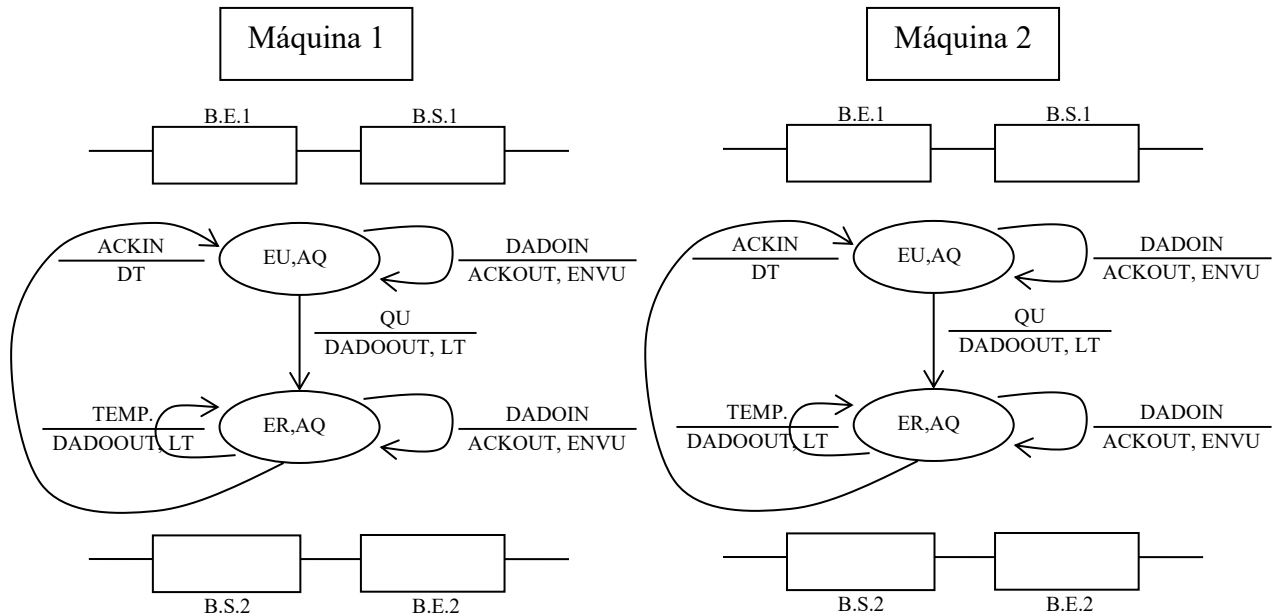 Máquina 1
Máquina 2
B.E.1
B.S.1
B.E.1
B.S.1
ACKIN
DT
EU,AQ
DADOIN
ACKOUT, ENVU
ACKIN
DT
EU,AQ
DADOIN
ACKOUT, ENVU
QU
DADOOUT, LT
QU
DADOOUT, LT
TEMP.
DADOOUT, LT
ER,AQ
DADOIN
ACKOUT, ENVU
TEMP.
DADOOUT, LT
ER,AQ
DADOIN
ACKOUT, ENVU
B.S.2
B.E.2
B.S.2
B.E.2